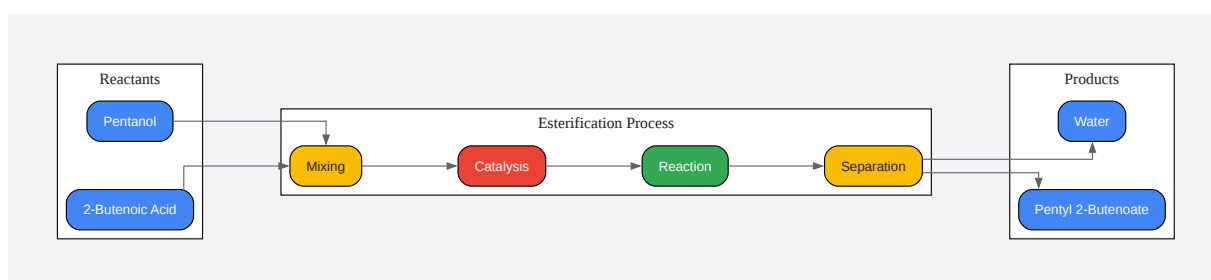 Reactants
Pentanol
2-Butenoic Acid
Esterification Process
Mixing
Catalysis
Reaction
Separation
Products
Water
Pentyl 2-Butenoate